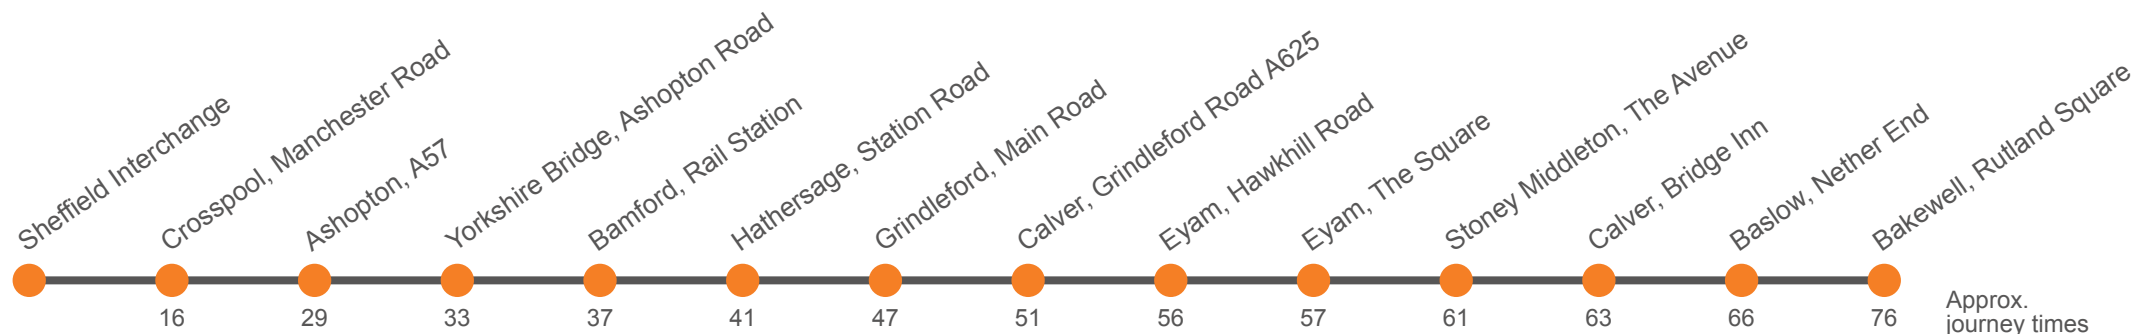 Sheffield Interchange
Crosspool, Manchester Road
Ashopton, A57
Yorkshire Bridge, Ashopton Road
Bamford, Rail Station
Hathersage, Station Road
Grindleford, Main Road
Calver, Grindleford Road A625
Eyam, Hawkhill Road
Eyam, The Square
Stoney Middleton, The Avenue
Calver, Bridge Inn
Baslow, Nether End
Bakewell, Rutland Square
16 29 33 37 41 47 51 56 57 61 63 66 76
Approx.
journey times